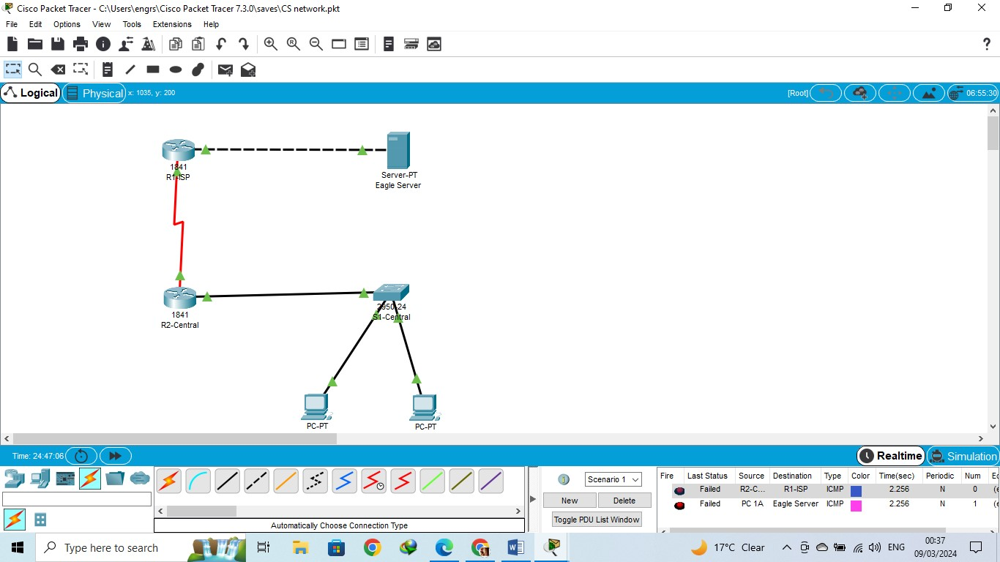 Cisco Packet Tracer - C:\Users\engrs\Cisco Packet Tracer 7.3.0\saves\CS network.pkt
File Edit Options View Tools Extensions Help
?
Logical Physical x: 1035, y: 200 [Root] 06:55:30
1841
R1-ISP
Server-PT
Eagle Server
1841
R2-Central
2950-24
S1-Central
PC-PT
PC-PT
Time: 24:47:06 Realtime Simulation
Scenario 1
New Delete
Toggle PDU List Window
Automatically Choose Connection Type
Fire Last Status Source Destination Type Color Time(sec) Periodic Num Ec
Failed R2-C... R1-ISP ICMP 2.256 N 0 (e
Failed PC 1A Eagle Server ICMP 2.256 N 1 (e
Type here to search
17°C Clear ENG 00:37
09/03/2024